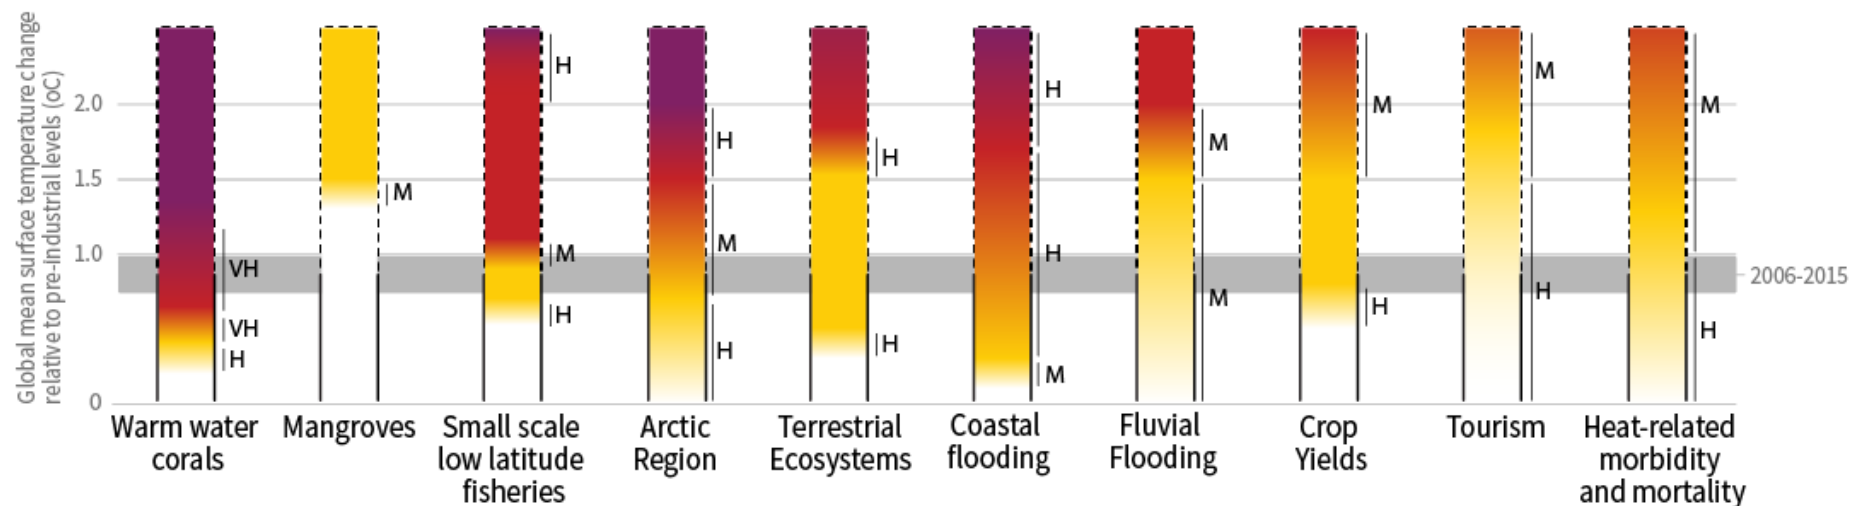 Global mean surface temperature change
relative to pre-industrial levels (oC)
2.0
1.5
1.0
0
VH
VH
H
M
H
M
H
H
M
H
H
H
H
H
M
M
M
M
H
M
H
M
H
2006-2015
Warm water
corals
Mangroves
Small scale
low latitude
fisheries
Arctic
Region
Terrestrial
Ecosystems
Coastal
flooding
Fluvial
Flooding
Crop
Yields
Tourism
Heat-related
morbidity
and mortality